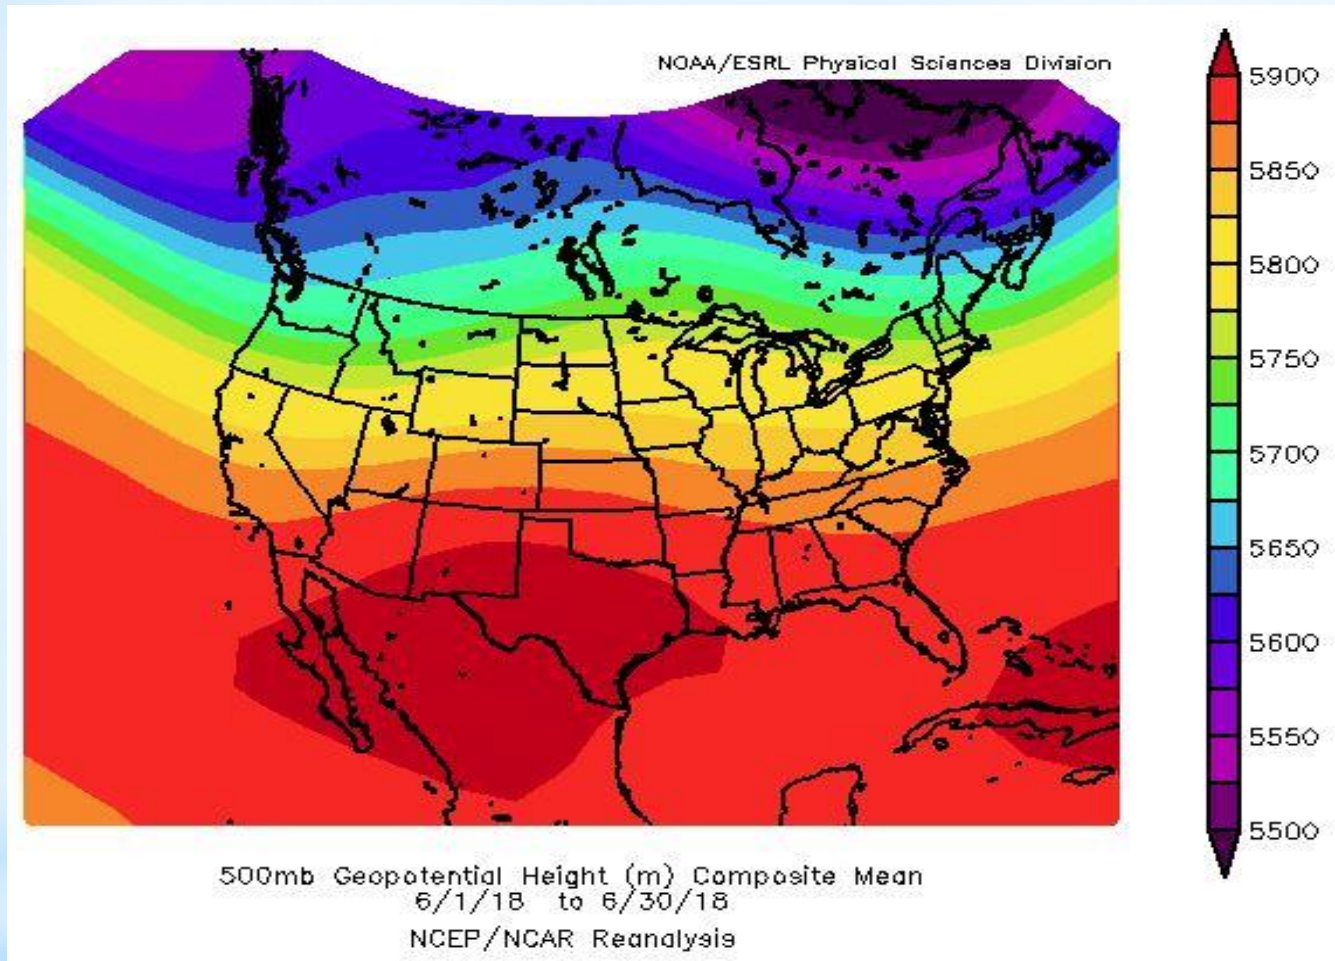 NOAA/ESRL Physical Sciences Division
5900
5850
5800
5750
5700
5650
5600
5550
5500
500mb Geopotential Height (m) Composite Mean
6/1/18 to 6/30/18
NCEP/NCAR Reanalysis